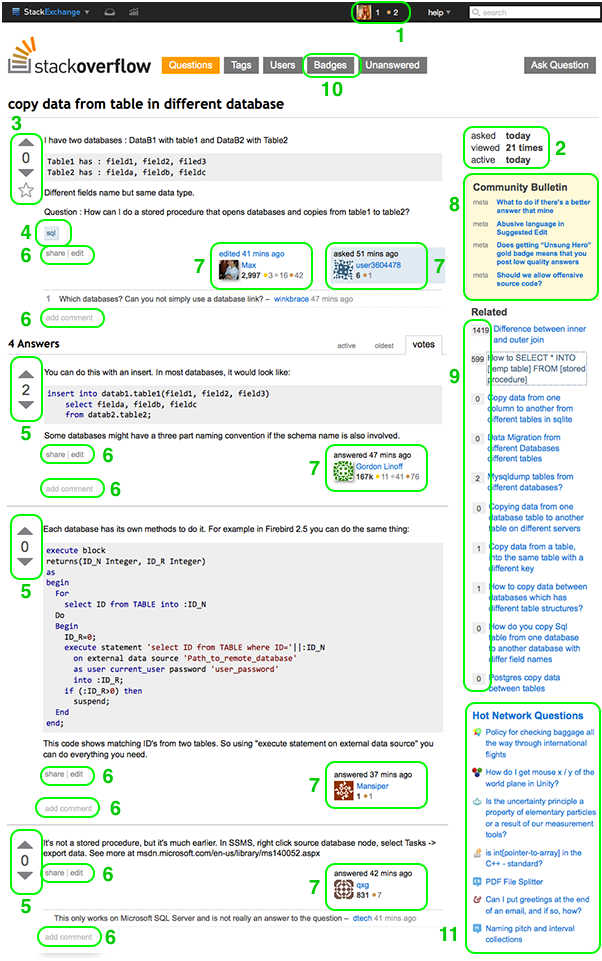 StackExchange
1 2
help
search
1
stackoverflow
Questions
Tags
Users
Badges
Unanswered
Ask Question
10
copy data from table in different database
3
0
I have two databases : DataB1 with table1 and DataB2 with Table2
Table1 has : field1, field2, filed3
Table2 has : fielda, fieldb, fieldc
Different fields name but same data type.
Question : How can I do a stored procedure that opens databases and copies from table1 to table2?
4
sql
6
share | edit
7
edited 41 mins ago
Max
2,997 3 16 42
asked 51 mins ago
user3604478
6 1
7
1 Which databases? Can you not simply use a database link? – winkbrace 47 mins ago
6
add comment
4 Answers
active
oldest
votes
2
5
You can do this with an insert. In most databases, it would look like:
insert into datab1.table1(field1, field2, field3)
select fielda, fieldb, fieldc
from datab2.table2;
Some databases might have a three part naming convention if the schema name is also involved.
share | edit
6
7
answered 47 mins ago
Gordon Linoff
167k 11 41 76
add comment
6
0
5
Each database has its own methods to do it. For example in Firebird 2.5 you can do the same thing:
execute block
returns(ID_N Integer, ID_R Integer)
as
begin
For
select ID from TABLE into :ID_N
Do
Begin
ID_R=0;
execute statement 'select ID from TABLE where ID='||:ID_N
on external data source 'Path_to_remote_database'
as user current_user password 'user_password'
into :ID_R;
if (:ID_R>0) then
suspend;
End
end;
This code shows matching ID's from two tables. So using "execute statement on external data source" you
can do everything you need.
share | edit
6
7
answered 37 mins ago
Mansiper
1 1
add comment
6
0
5
It's not a stored procedure, but it's much earlier. In SSMS, right click source database node, select Tasks ->
export data. See more at msdn.microsoft.com/en-us/library/ms140052.aspx
share | edit
6
7
answered 42 mins ago
qxg
831 7
This only works on Microsoft SQL Server and is not really an answer to the question – dtech 41 mins ago
add comment
6
asked today
viewed 21 times
active today
2
8
Community Bulletin
meta What to do if there's a better
answer that mine
meta Abusive language in
Suggested Edit
meta Does getting "Unsung Hero"
gold badge means that you
post low quality answers
meta Should we allow offensive
source code?
Related
9
1419 Difference between inner
and outer join
599 How to SELECT * INTO
[temp table] FROM [stored
procedure]
0 Copy data from one
column to another from
different tables in sqlite
0 Data Migration from
different Databases
different tables
2 Mysqldump tables from
different databases?
0 Copying data from one
database table to another
table on different servers
1 Copy data from a table,
into the same table with a
different key
1 How to copy data between
databases which has
different table structures?
0 How do you copy Sql
table from one database
to another database with
differ field names
0 Postgres copy data
between tables
Hot Network Questions
Policy for checking baggage all
the way through international
flights
How do I get mouse x / y of the
world plane in Unity?
Is the uncertainty principle a
property of elementary particles
or a result of our measurement
tools?
is int[pointer-to-array] in the
C++ - standard?
PDF File Splitter
Can I put greetings at the
end of an email, and if so, how?
Naming pitch and interval
collections
11